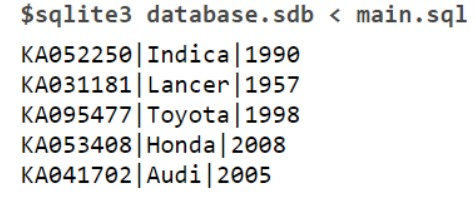 $sqlite3 database.sdb < main.sql
KA052250|Indica|1990
KA031181|Lancer|1957
KA095477|Toyota|1998
KA053408|Honda|2008
KA041702|Audi|2005